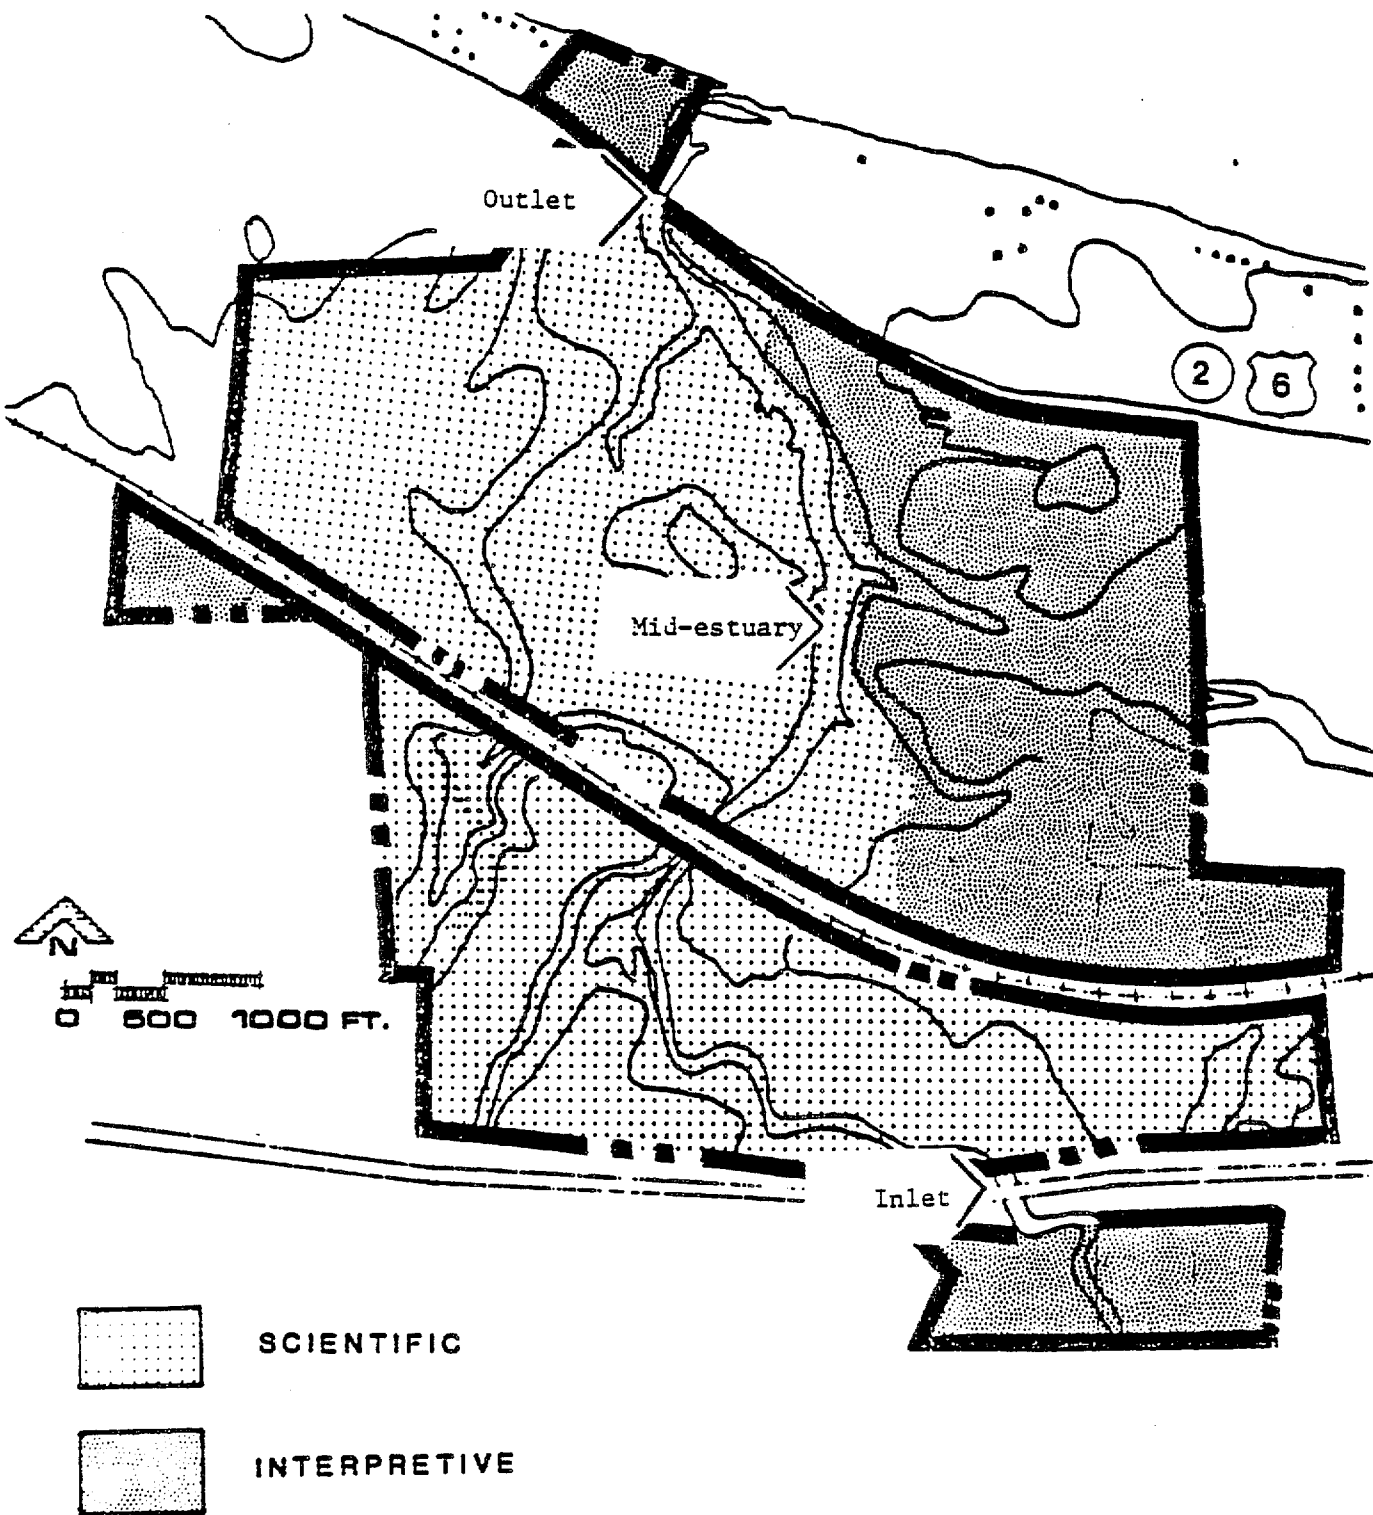 Outlet
2 6
Mid-estuary
N
0 500 1000 FT.
Inlet
SCIENTIFIC
INTERPRETIVE